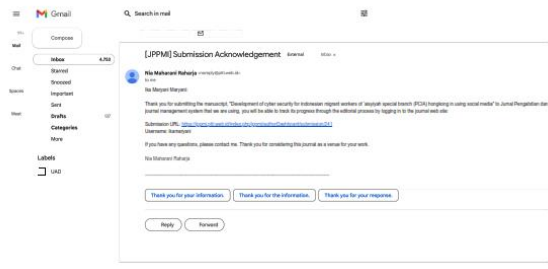 Gmail
Search in mail
Mail
Compose
[JPPMI] Submission Acknowledgement External Inbox x
Inbox 4,753
Nia Maharani Raharja
to me
Chat
Starred
Snoozed
Ika Maryani Maryani
Spaces
Important
Thank you for submitting the manuscript, "Development of cyber security for Indonesian migrant workers of 'aisyiyah special branch (PCIA) hongkong in using social media" to Jurnal Pengabdian dan
journal management system that we are using, you will be able to track its progress through the editorial process by logging in to the journal web site:
Sent
Meet
Drafts
Submission URL:
Categories
Username: ikamaryani
More
If you have any questions, please contact me. Thank you for considering this journal as a venue for your work.
Labels
Nia Maharani Raharja
UAD
Thank you for your information. Thank you for the information. Thank you for your response.
Reply Forward